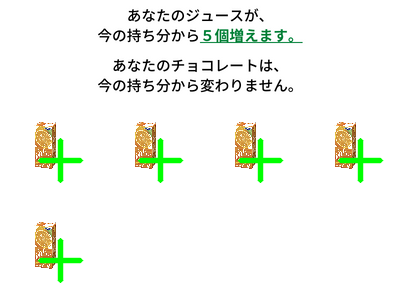 あなたのジュースが、
今の持ち分から５個増えます。
あなたのチョコレートは、
今の持ち分から変わりません。